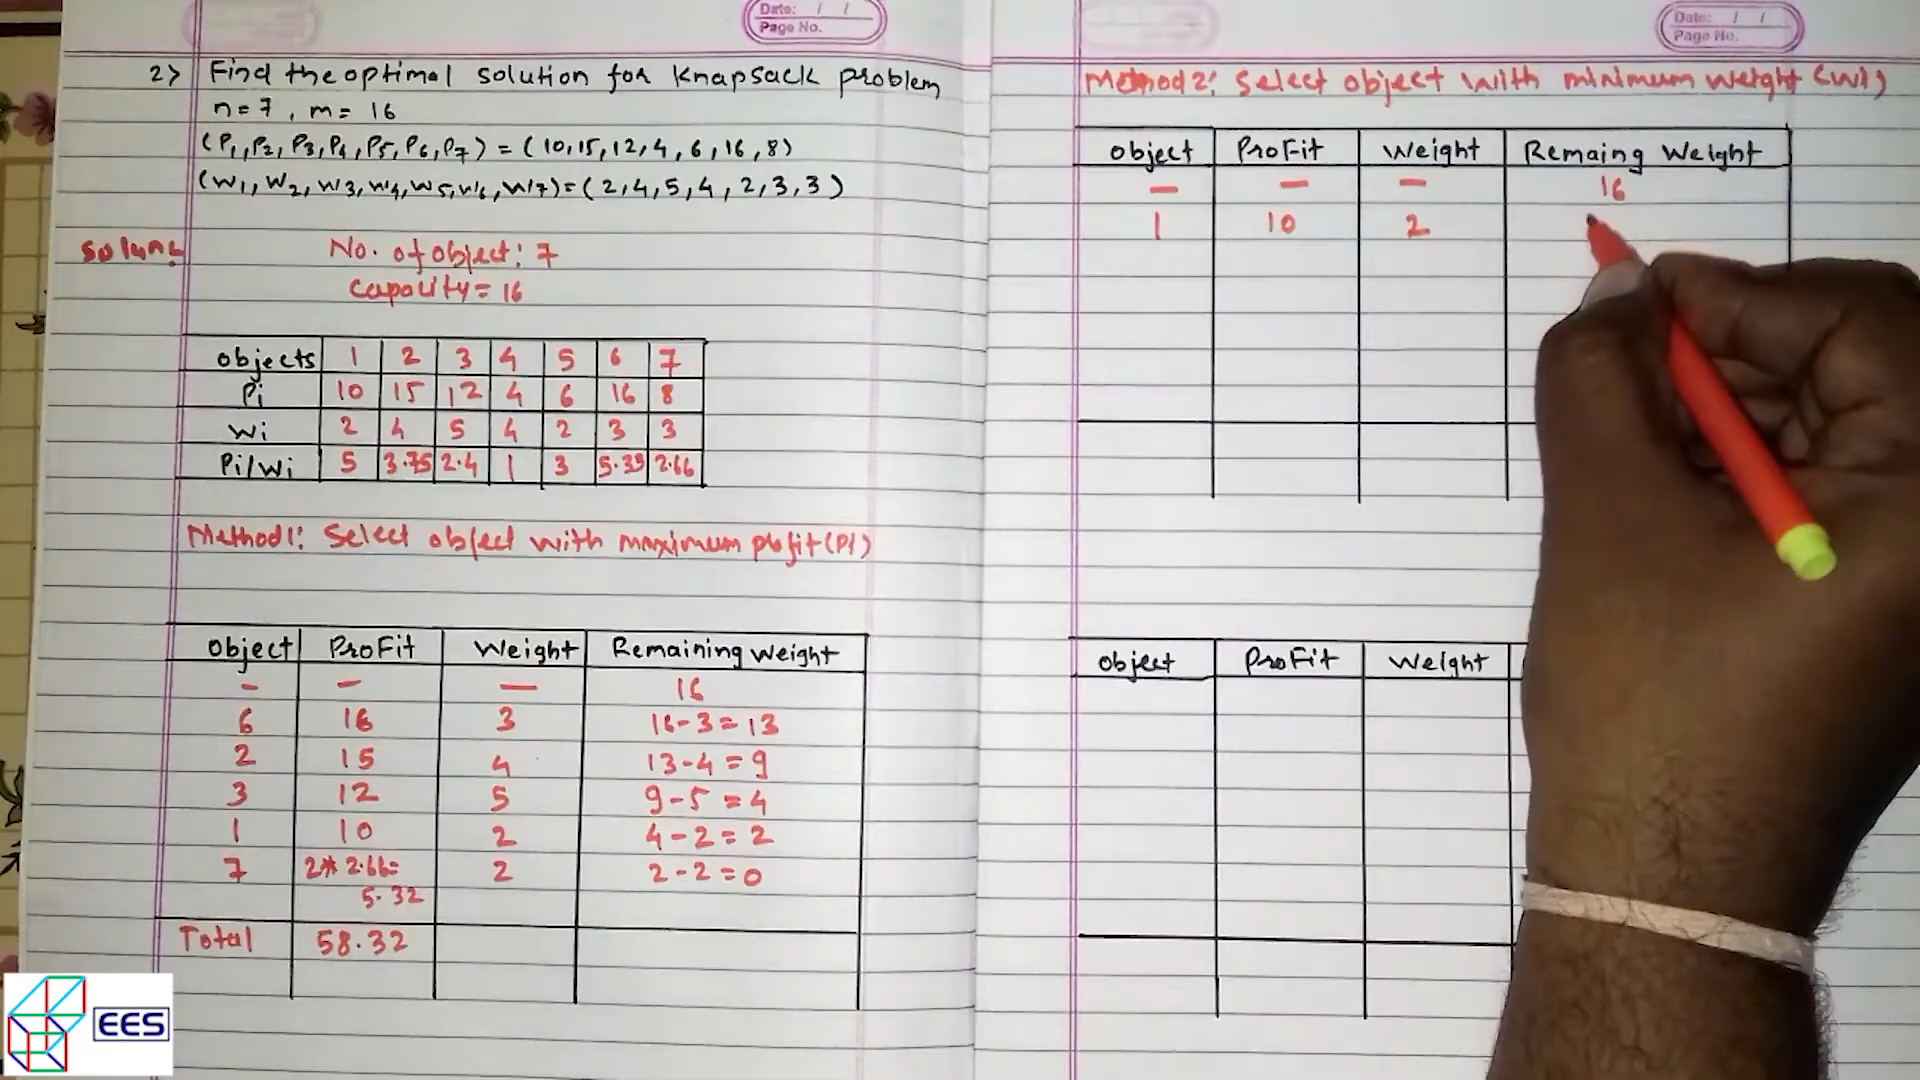 Date: / /
Page No.
2> Find the optimal solution for knapsack problem
n=7, m=16
(P1,P2,P3,P4,P5,P6,P7) = (10,15,12,4,6,16,8)
(W1,W2,W3,W4,W5,W6,W7)=(2,4,5,4,2,3,3)
No. of object: 7
capacity=16
objects 1 2 3 4 5 6 7
Pi 10 15 12 4 6 16 8
Wi 2 4 5 4 2 3 3
Pi/Wi 5 3.75 2.4 1 3 5.33 2.66
Method1: Select object with maximum profit(Pi)
Object ProFit Weight Remaining Weight
- - - 16
6 16 3 16-3=13
2 15 4 13-4=9
3 12 5 9-5=4
1 10 2 4-2=2
7 2*2.66= 2 2-2=0
5.32
Total 58.32
EES
Date: / /
Page No.
Method2: Select object with minimum weight(Wi)
object ProFit Weight Remaing Weight
- - - 16
1 10 2
object ProFit Weight